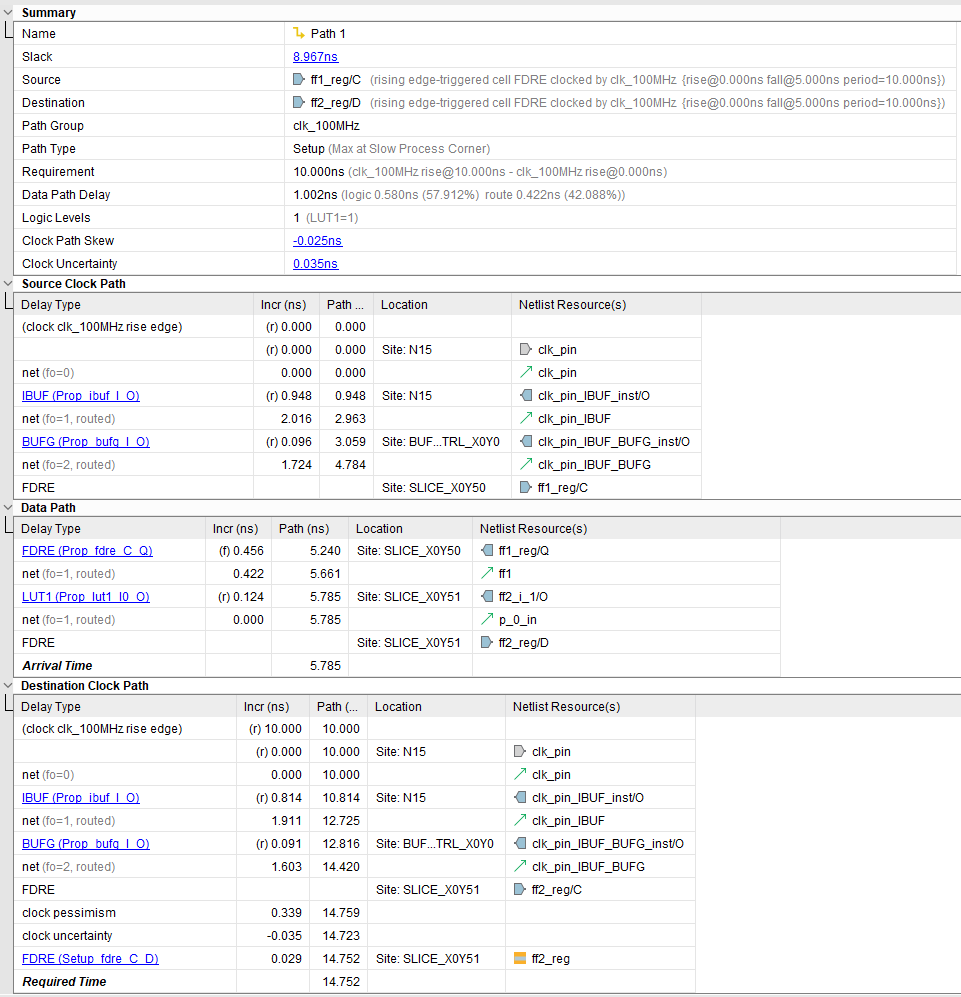 Summary
Name Path 1
Slack 8.967ns
Source ff1_reg/C (rising edge-triggered cell FDRE clocked by clk_100MHz {rise@0.000ns fall@5.000ns period=10.000ns})
Destination ff2_reg/D (rising edge-triggered cell FDRE clocked by clk_100MHz {rise@0.000ns fall@5.000ns period=10.000ns})
Path Group clk_100MHz
Path Type Setup (Max at Slow Process Corner)
Requirement 10.000ns (clk_100MHz rise@10.000ns - clk_100MHz rise@0.000ns)
Data Path Delay 1.002ns (logic 0.580ns (57.912%) route 0.422ns (42.088%))
Logic Levels 1 (LUT1=1)
Clock Path Skew -0.025ns
Clock Uncertainty 0.035ns
Source Clock Path
Delay Type Incr (ns) Path ... Location Netlist Resource(s)
(clock clk_100MHz rise edge) (r) 0.000 0.000
(r) 0.000 0.000 Site: N15 clk_pin
net (fo=0) 0.000 0.000 clk_pin
IBUF (Prop_ibuf_I_O) (r) 0.948 0.948 Site: N15 clk_pin_IBUF_inst/O
net (fo=1, routed) 2.016 2.963 clk_pin_IBUF
BUFG (Prop_bufg_I_O) (r) 0.096 3.059 Site: BUF...TRL_X0Y0 clk_pin_IBUF_BUFG_inst/O
net (fo=2, routed) 1.724 4.784 clk_pin_IBUF_BUFG
FDRE Site: SLICE_X0Y50 ff1_reg/C
Data Path
Delay Type Incr (ns) Path (ns) Location Netlist Resource(s)
FDRE (Prop_fdre_C_Q) (f) 0.456 5.240 Site: SLICE_X0Y50 ff1_reg/Q
net (fo=1, routed) 0.422 5.661 ff1
LUT1 (Prop_lut1_I0_O) (r) 0.124 5.785 Site: SLICE_X0Y51 ff2_i_1/O
net (fo=1, routed) 0.000 5.785 p_0_in
FDRE Site: SLICE_X0Y51 ff2_reg/D
Arrival Time 5.785
Destination Clock Path
Delay Type Incr (ns) Path (... Location Netlist Resource(s)
(clock clk_100MHz rise edge) (r) 10.000 10.000
(r) 0.000 10.000 Site: N15 clk_pin
net (fo=0) 0.000 10.000 clk_pin
IBUF (Prop_ibuf_I_O) (r) 0.814 10.814 Site: N15 clk_pin_IBUF_inst/O
net (fo=1, routed) 1.911 12.725 clk_pin_IBUF
BUFG (Prop_bufg_I_O) (r) 0.091 12.816 Site: BUF...TRL_X0Y0 clk_pin_IBUF_BUFG_inst/O
net (fo=2, routed) 1.603 14.420 clk_pin_IBUF_BUFG
FDRE Site: SLICE_X0Y51 ff2_reg/C
clock pessimism 0.339 14.759
clock uncertainty -0.035 14.723
FDRE (Setup_fdre_C_D) 0.029 14.752 Site: SLICE_X0Y51 ff2_reg
Required Time 14.752